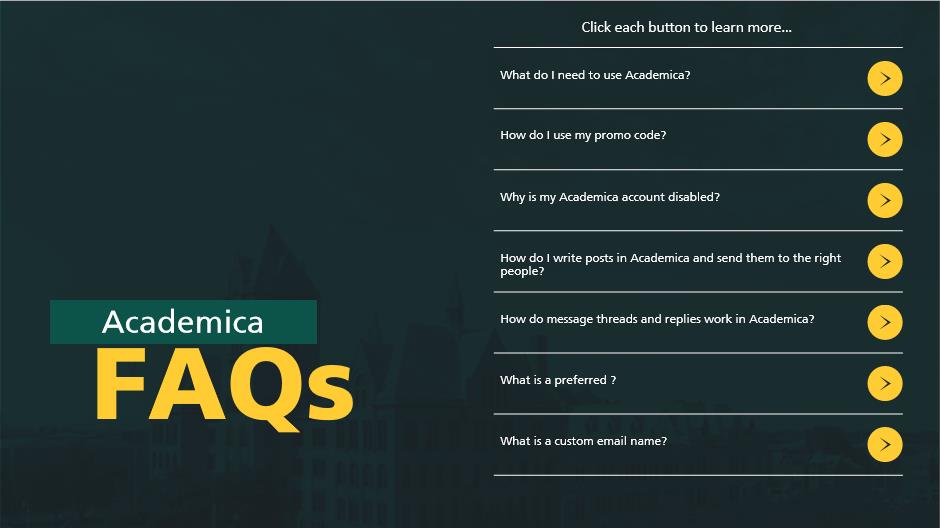 Click each button to learn more...
What do I need to use Academica?
How do I use my promo code?
Why is my Academica account disabled?
How do I write posts in Academica and send them to the right
people?
How do message threads and replies work in Academica?
What is a preferred ?
What is a custom email name?
Academica
FAQs